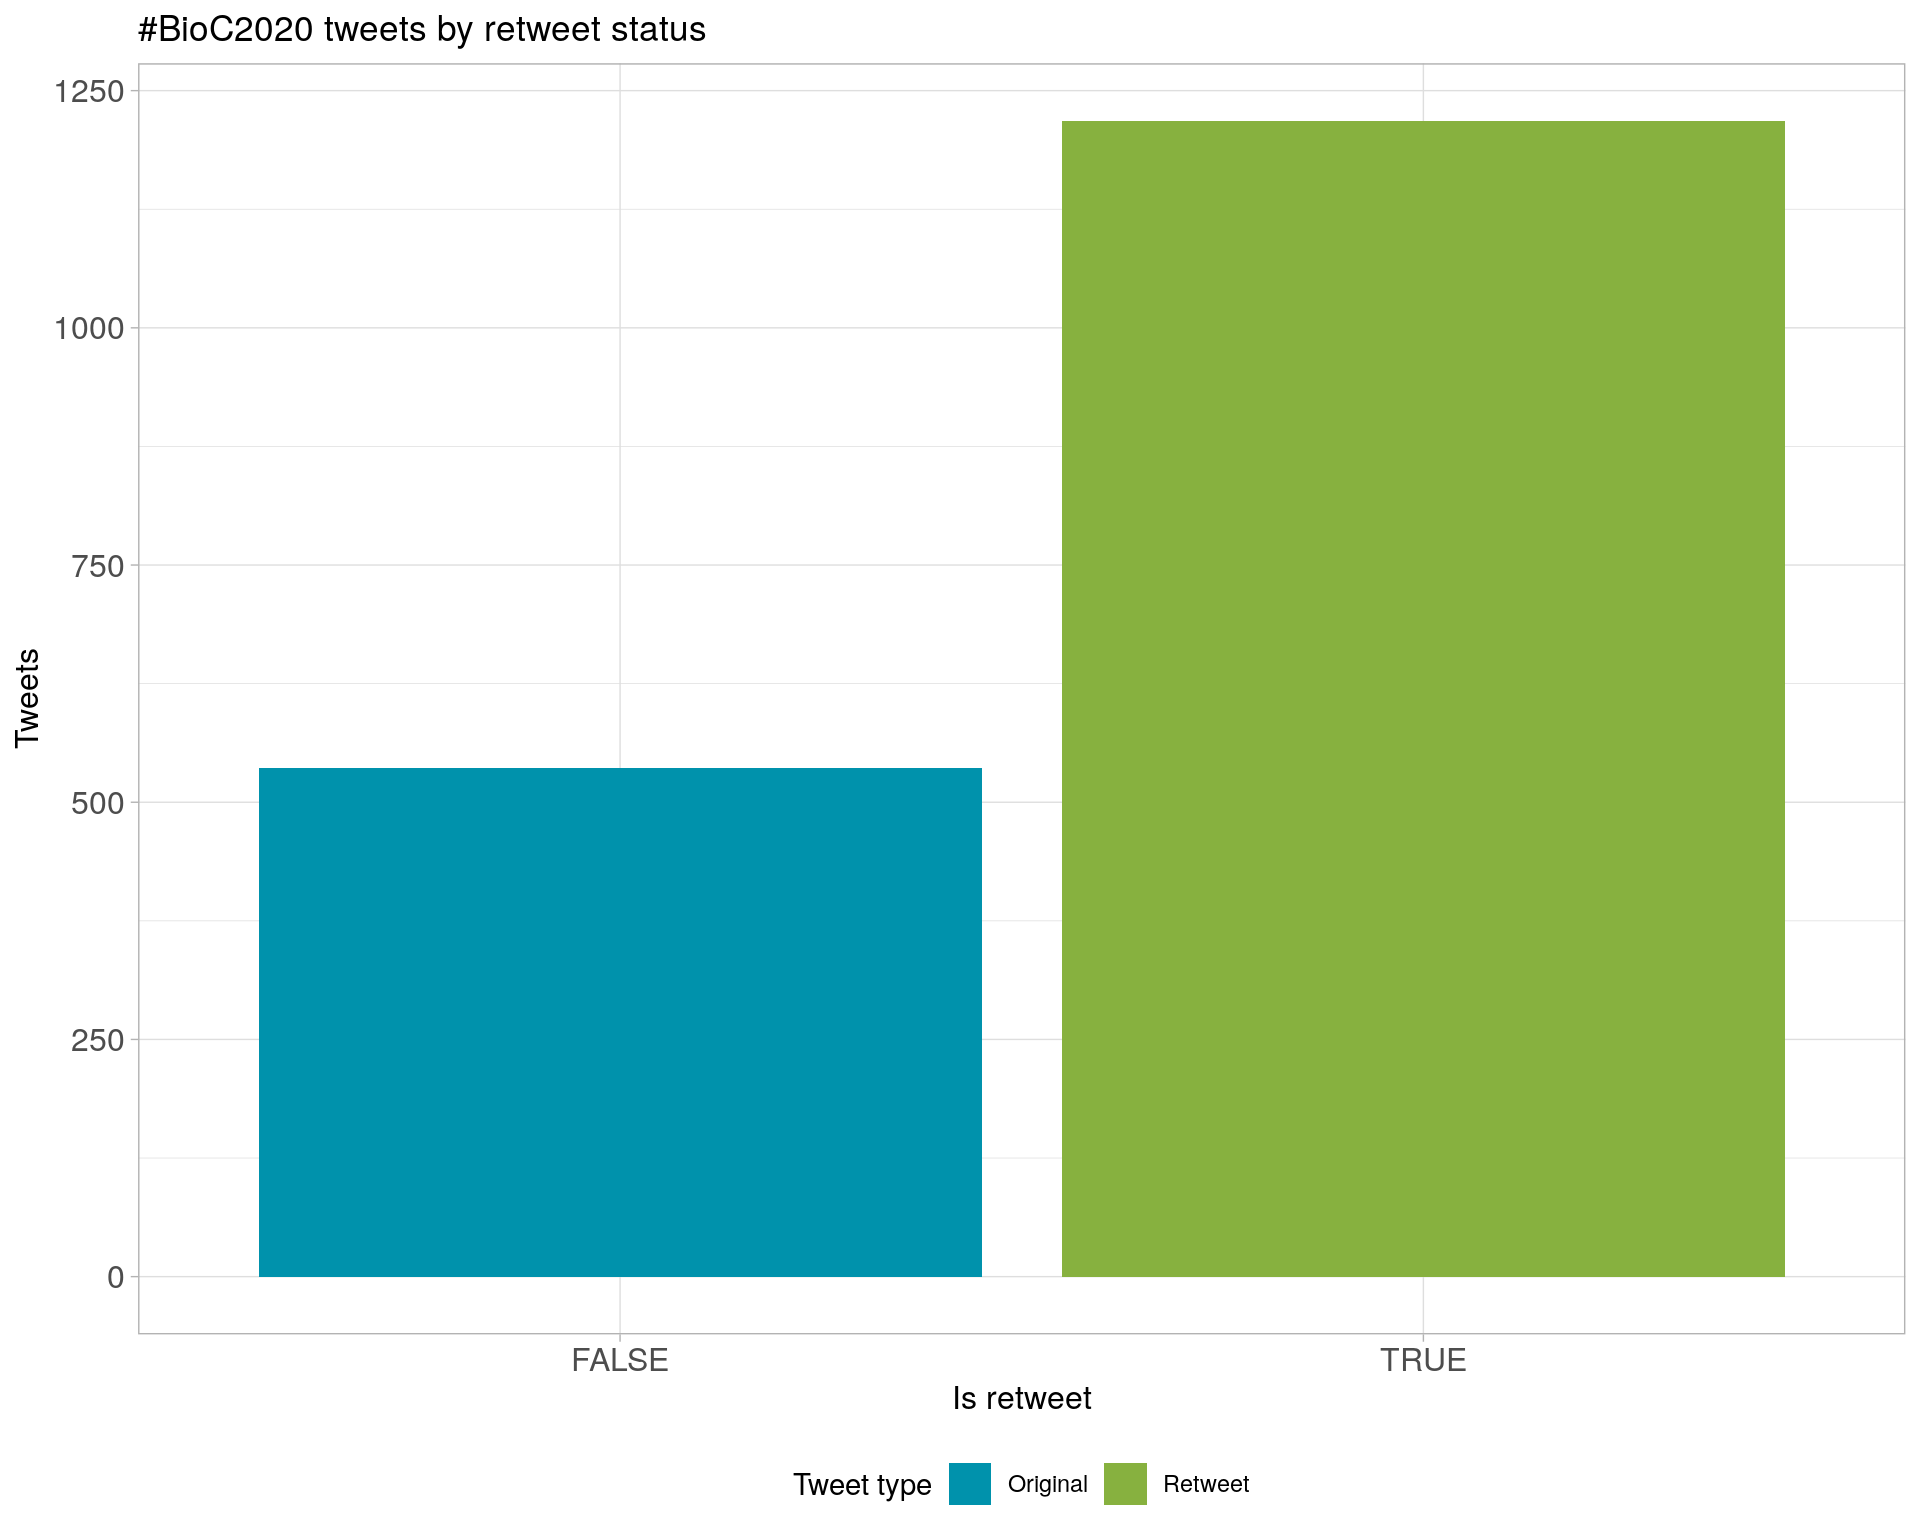 #BioC2020 tweets by retweet status
1250
1000
750
500
250
0
Tweets
FALSE TRUE
Is retweet
Tweet type Original Retweet